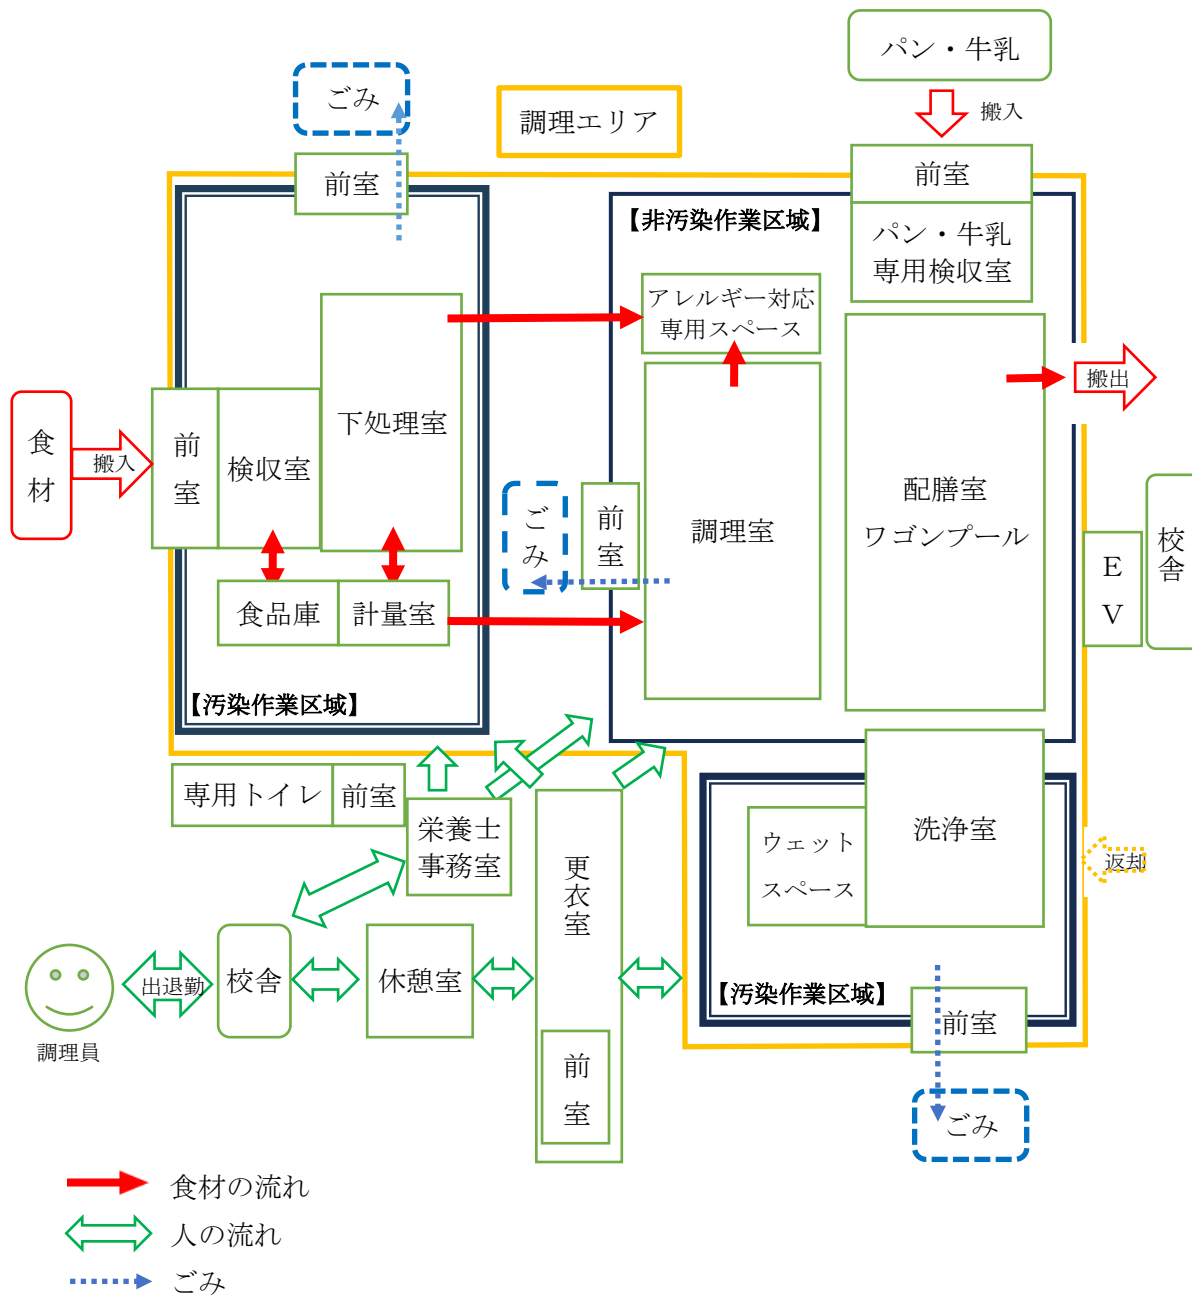 パン・牛乳
搬入
ごみ
調理エリア
前室
前室
【非汚染作業区域】
パン・牛乳
専用検収室
アレルギー対応
専用スペース
搬出
食
材
搬入
前
室
検収室
下処理室
ご
み
前
室
調理室
配膳室
ワゴンプール
E
V
校
舎
食品庫
計量室
【汚染作業区域】
専用トイレ
前室
栄養士
事務室
更
衣
室
ウェット
スペース
洗浄室
返却
調理員
出退勤
校舎
休憩室
前
室
【汚染作業区域】
前室
ごみ
食材の流れ
人の流れ
ごみ